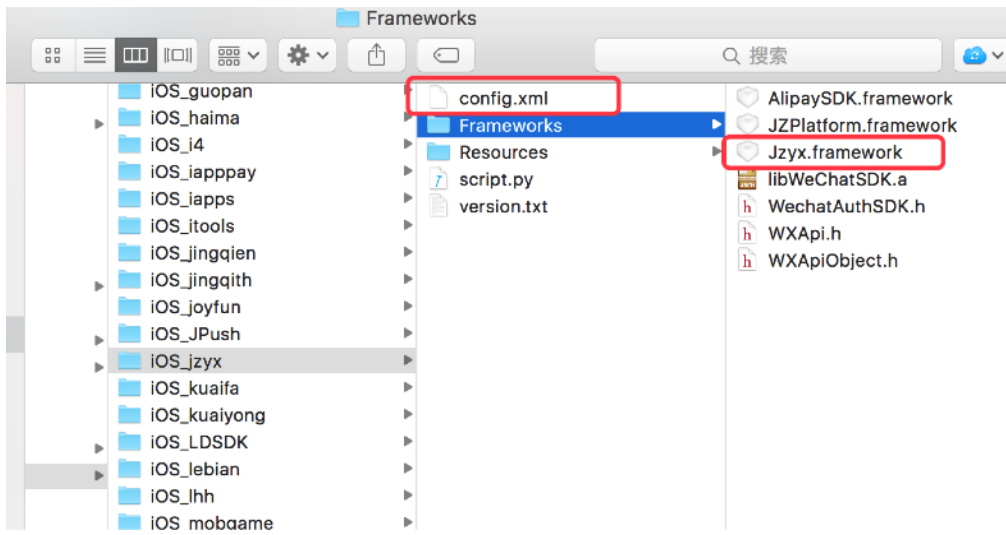 Frameworks
搜索
iOS_guopan
iOS_haima
iOS_i4
iOS_iapppay
iOS_iapps
iOS_itools
iOS_jingqien
iOS_jingqith
iOS_joyfun
iOS_JPush
iOS_jzyx
iOS_kuaifa
iOS_kuaiyong
iOS_LDSDK
iOS_lebian
iOS_lhh
iOS_mobgame
config.xml
Frameworks
Resources
script.py
version.txt
AlipaySDK.framework
JZPlatform.framework
Jzyx.framework
libWeChatSDK.a
h WechatAuthSDK.h
h WXApi.h
h WXApiObject.h